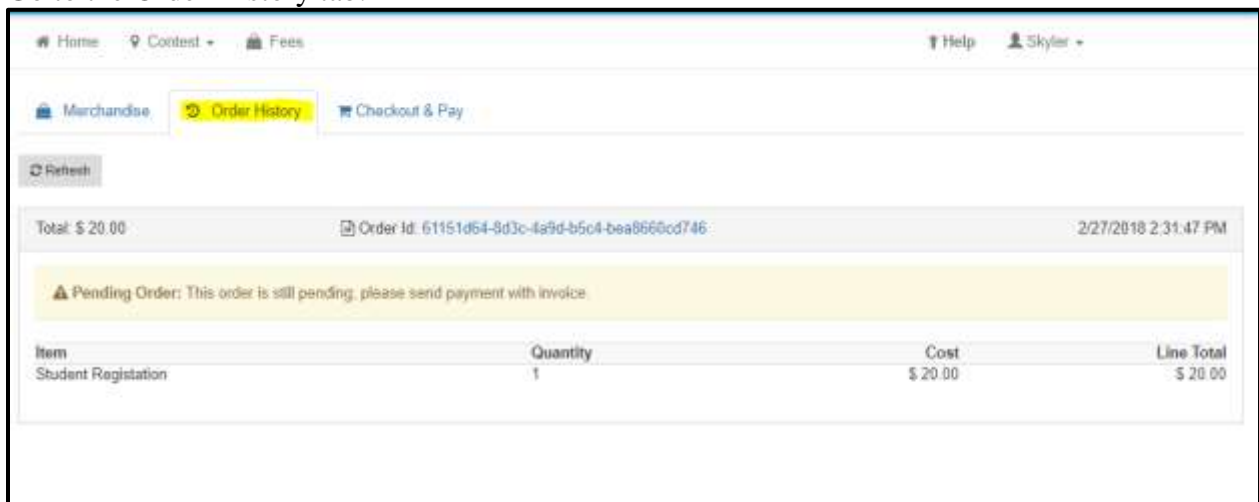 Home Contest Fees Help Skyler
Merchandise Order History Checkout & Pay
Refresh
Total: $ 20.00 Order Id: 61151d64-8d3c-4a9d-b5c4-bea8660cd746 2/27/2018 2:31:47 PM
Pending Order: This order is still pending, please send payment with invoice.
Item Quantity Cost Line Total
Student Registation 1 $ 20.00 $ 20.00